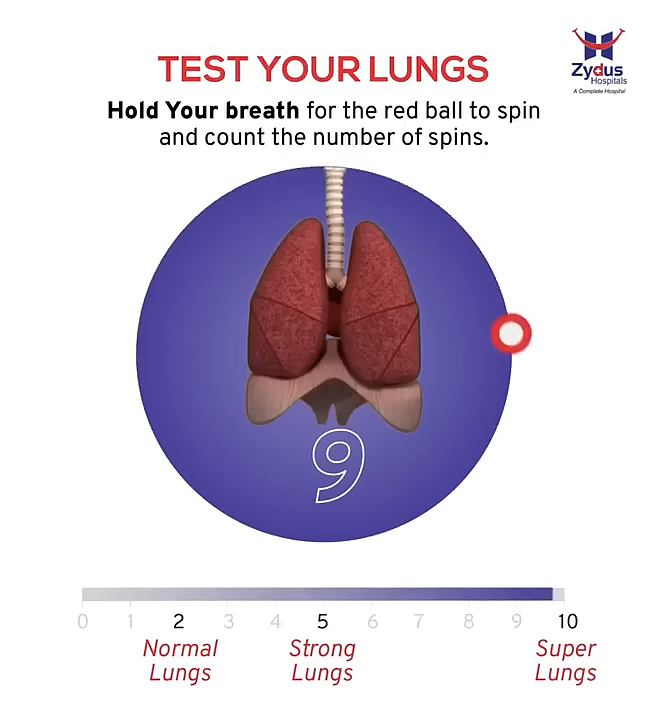 Zydus
Hospitals
A Complete Hospital
TEST YOUR LUNGS
Hold Your breath for the red ball to spin
and count the number of spins.
9
0 1 2 3 4 5 6 7 8 9 10
Normal Strong Super
Lungs Lungs Lungs